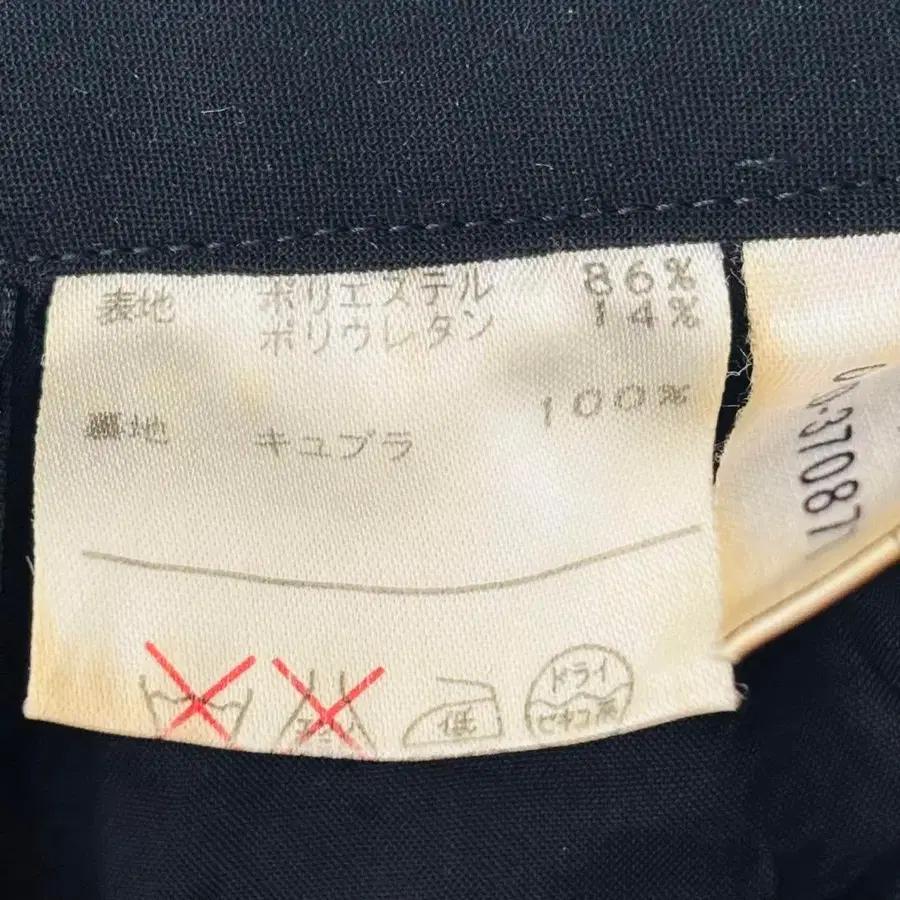 表地 ポリエステル 86%
ポリウレタン 14%
裏地 キュプラ 100%
低
ドライ
セキユ系
37087